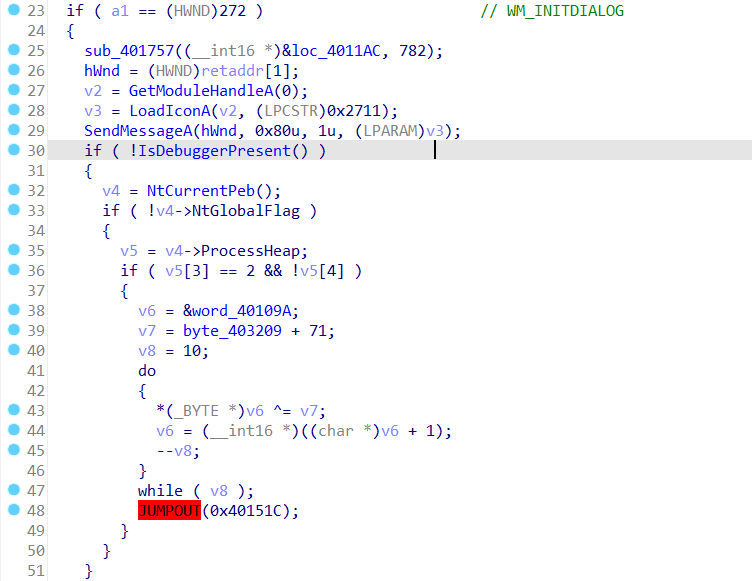 23 if ( a1 == (HWND)272 ) // WM_INITDIALOG
24 {
25 sub_401757((__int16 *)&loc_4011AC, 782);
26 hWnd = (HWND)retaddr[1];
27 v2 = GetModuleHandleA(0);
28 v3 = LoadIconA(v2, (LPCSTR)0x2711);
29 SendMessageA(hWnd, 0x80u, 1u, (LPARAM)v3);
30 if ( !IsDebuggerPresent() )
31 {
32 v4 = NtCurrentPeb();
33 if ( !v4->NtGlobalFlag )
34 {
35 v5 = v4->ProcessHeap;
36 if ( v5[3] == 2 && !v5[4] )
37 {
38 v6 = &word_40109A;
39 v7 = byte_403209 + 71;
40 v8 = 10;
41 do
42 {
43 *(_BYTE *)v6 ^= v7;
44 v6 = (__int16 *)((char *)v6 + 1);
45 --v8;
46 }
47 while ( v8 );
48 JUMPOUT(0x40151C);
49 }
50 }
51 }